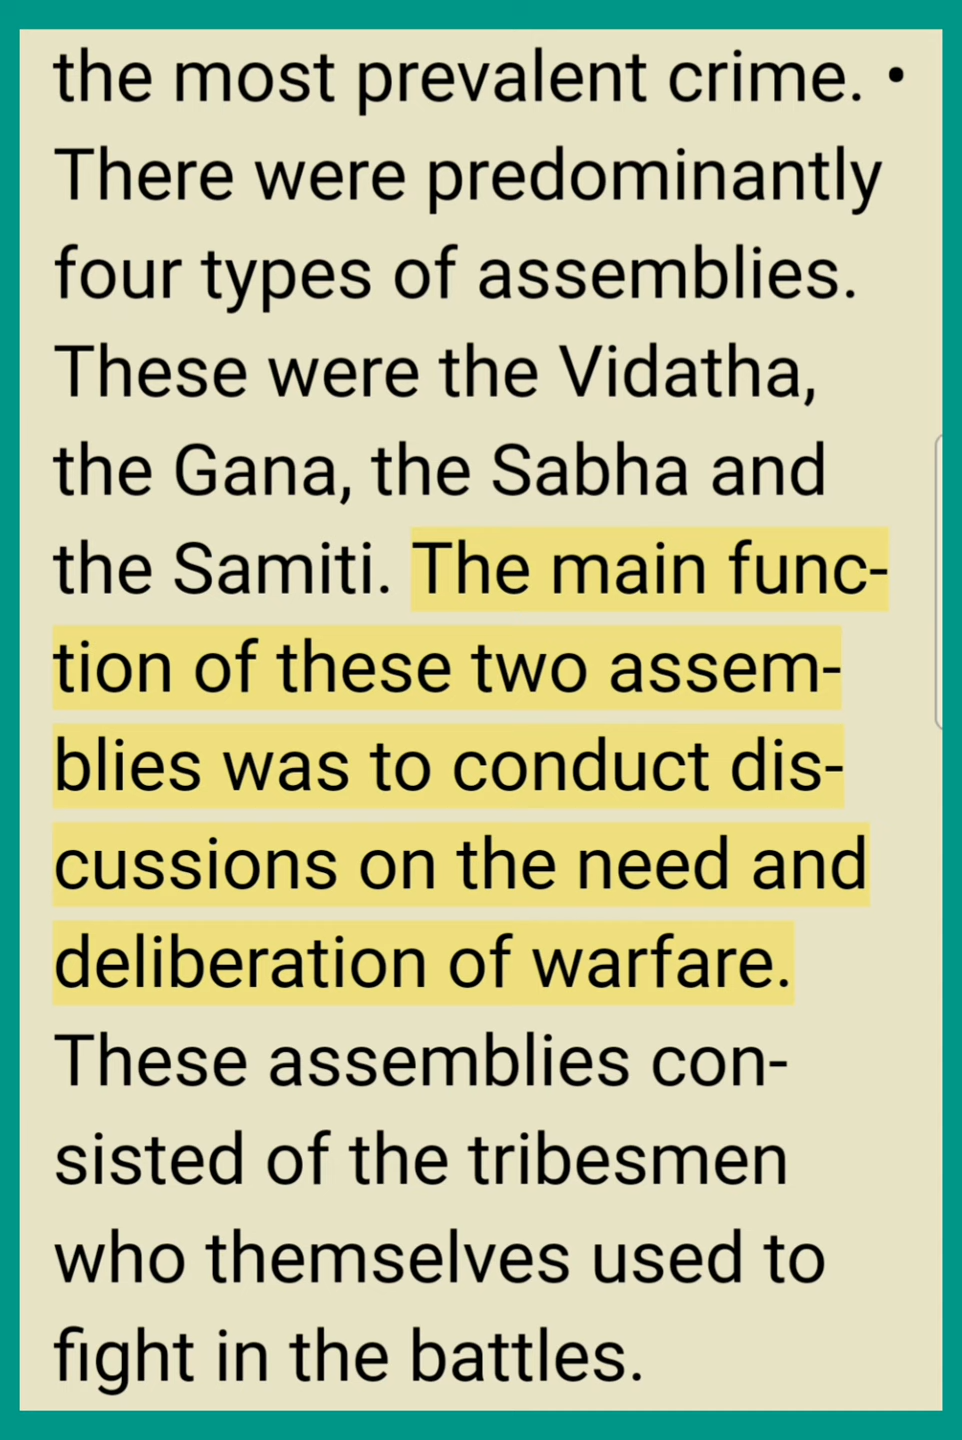 the most prevalent crime. •
There were predominantly
four types of assemblies.
These were the Vidatha,
the Gana, the Sabha and
the Samiti. The main func-
tion of these two assem-
blies was to conduct dis-
cussions on the need and
deliberation of warfare.
These assemblies con-
sisted of the tribesmen
who themselves used to
fight in the battles.